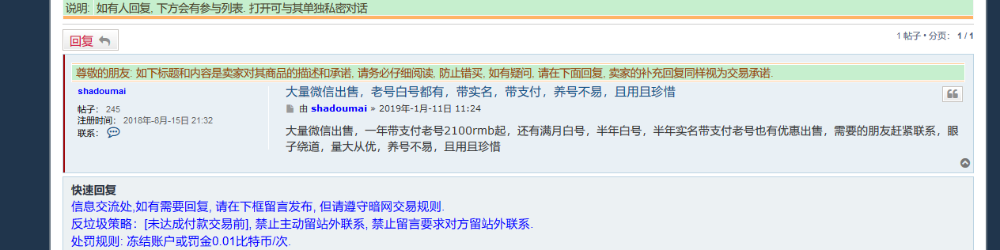 说明: 如有人回复, 下方会有参与列表. 打开可与其单独私密对话
回复
1 帖子 • 分页: 1 / 1
尊敬的朋友: 如下标题和内容是卖家对其商品的描述和承诺, 请务必仔细阅读, 防止错买, 如有疑问, 请在下面回复, 卖家的补充回复同样视为交易承诺.
shadoumai
帖子: 245
注册时间: 2018年-8月-15日 21:32
联系:
大量微信出售，老号白号都有，带实名，带支付，养号不易，且用且珍惜
由 shadoumai » 2019年-1月-11日 11:24
大量微信出售，一年带支付老号2100rmb起，还有满月白号，半年白号，半年实名带支付老号也有优惠出售，需要的朋友赶紧联系，眼
子绕道，量大从优，养号不易，且用且珍惜
快速回复
信息交流处,如有需要回复, 请在下框留言发布, 但请遵守暗网交易规则.
反垃圾策略：[未达成付款交易前], 禁止主动留站外联系, 禁止留言要求对方留站外联系.
处罚规则: 冻结账户或罚金0.01比特币/次.